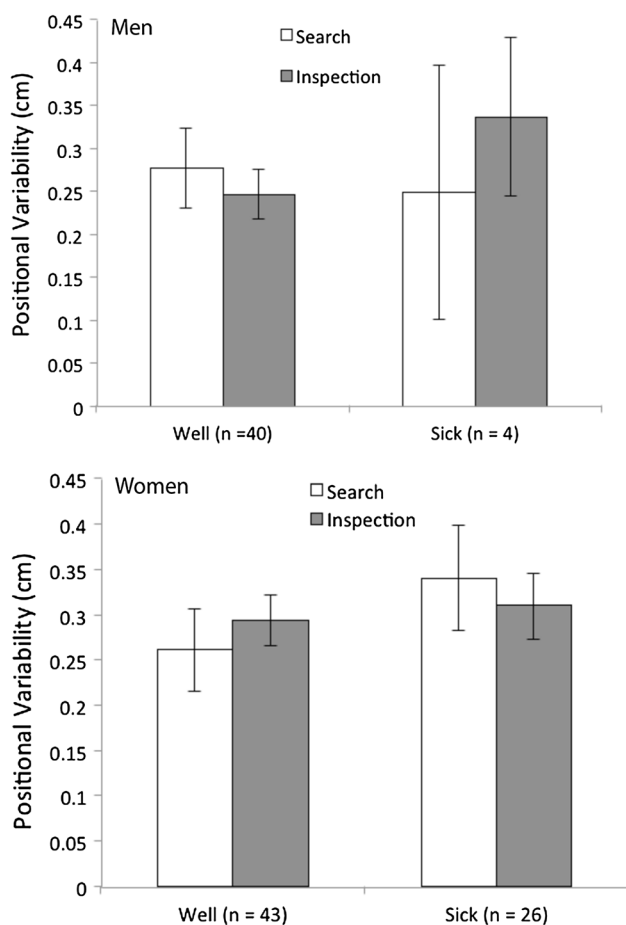 Men
Search
Inspection
Positional Variability (cm)
0.45
0.4
0.35
0.3
0.25
0.2
0.15
0.1
0.05
0
Well (n =40)
Sick (n = 4)
Women
Search
Inspection
Positional Variability (cm)
0.45
0.4
0.35
0.3
0.25
0.2
0.15
0.1
0.05
0
Well (n = 43)
Sick (n = 26)